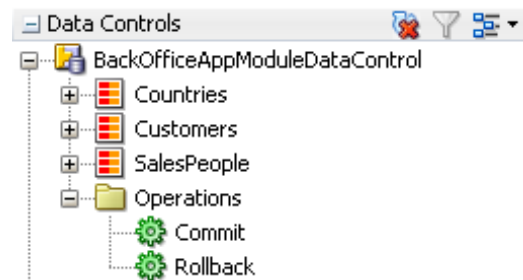 Data Controls
BackOfficeAppModuleDataControl
Countries
Customers
SalesPeople
Operations
Commit
Rollback